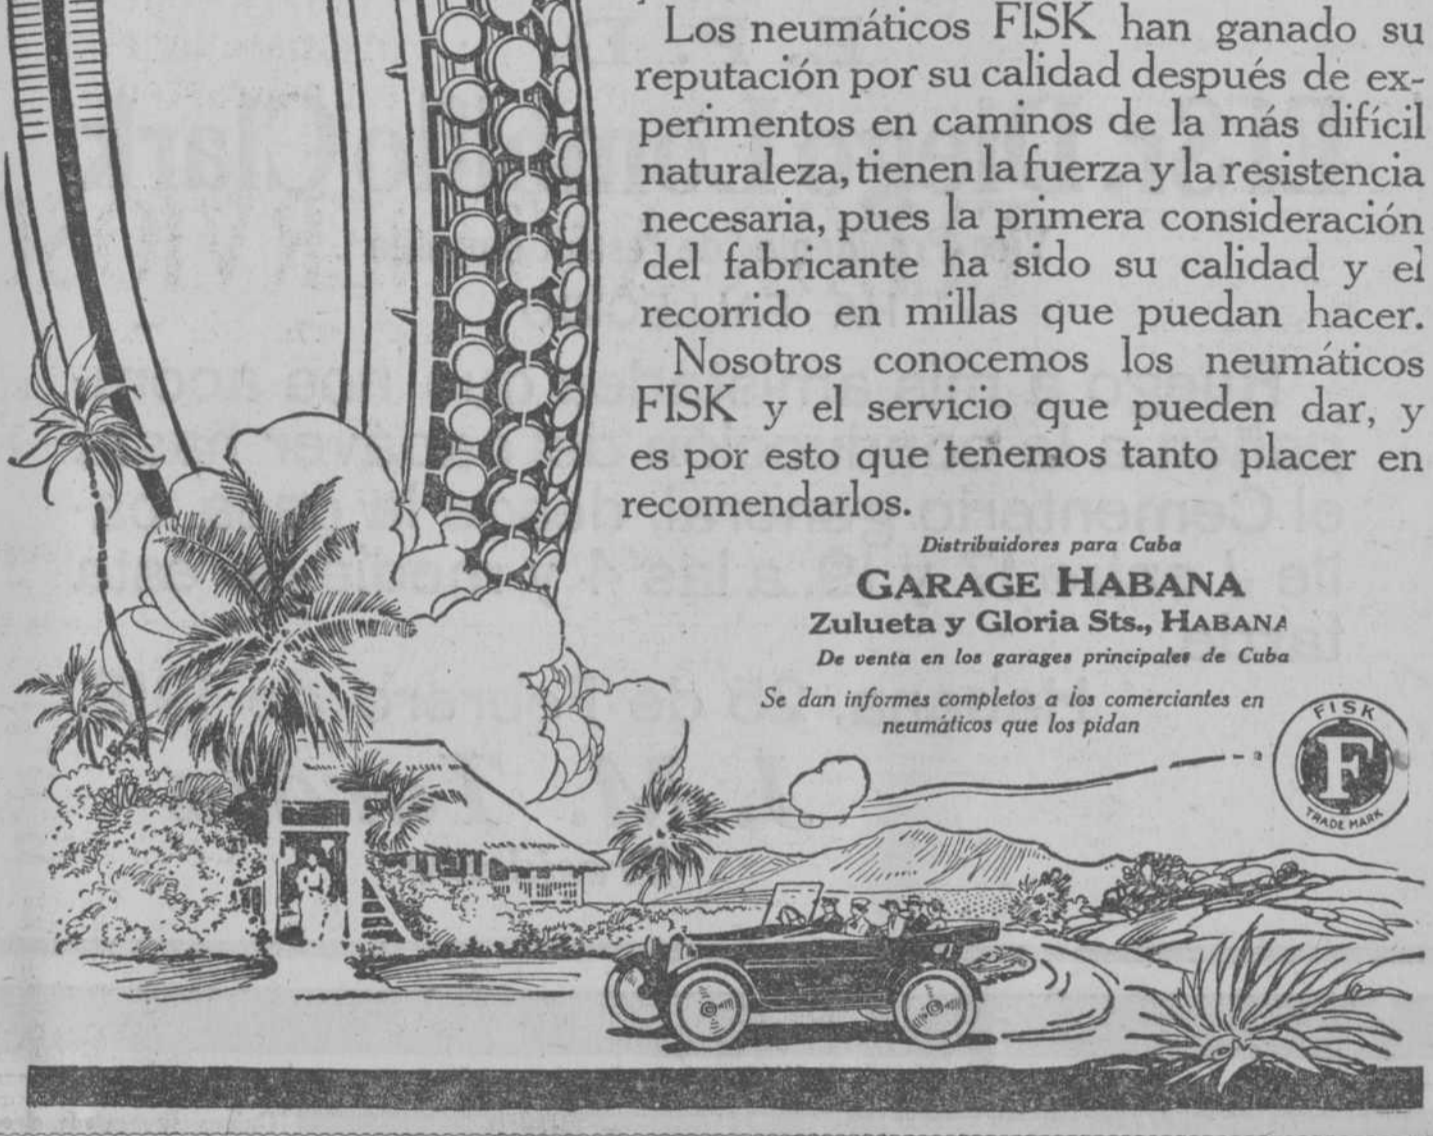 Los neumáticos FISK han ganado su
reputación por su calidad después de ex-
perimentos en caminos de la más difícil
naturaleza, tienen la fuerza y la resistencia
necesaria, pues la primera consideración
del fabricante ha sido su calidad y el
recorrido en millas que puedan hacer.
Nosotros conocemos los neumáticos
FISK y el servicio que pueden dar, y
es por esto que tenemos tanto placer en
recomendarlos.
Distribuidores para Cuba
GARAGE HABANA
Zulueta y Gloria Sts., HABANA
De venta en los garages principales de Cuba
Se dan informes completos a los comerciantes en
neumáticos que los pidan
FISK
F
TRADE MARK